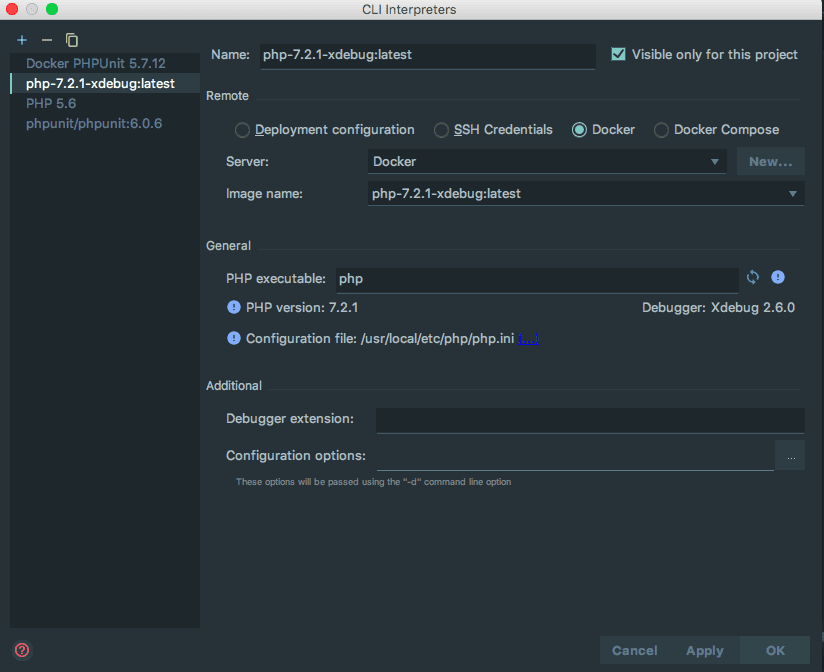 CLI Interpreters
Docker PHPUnit 5.7.12
php-7.2.1-xdebug:latest
PHP 5.6
phpunit/phpunit:6.0.6
Name: php-7.2.1-xdebug:latest Visible only for this project
Remote
Deployment configuration SSH Credentials Docker Docker Compose
Server: Docker New...
Image name: php-7.2.1-xdebug:latest
General
PHP executable: php
PHP version: 7.2.1 Debugger: Xdebug 2.6.0
Configuration file: /usr/local/etc/php/php.ini (...)
Additional
Debugger extension:
Configuration options: ...
These options will be passed using the "-d" command line option
Cancel Apply OK